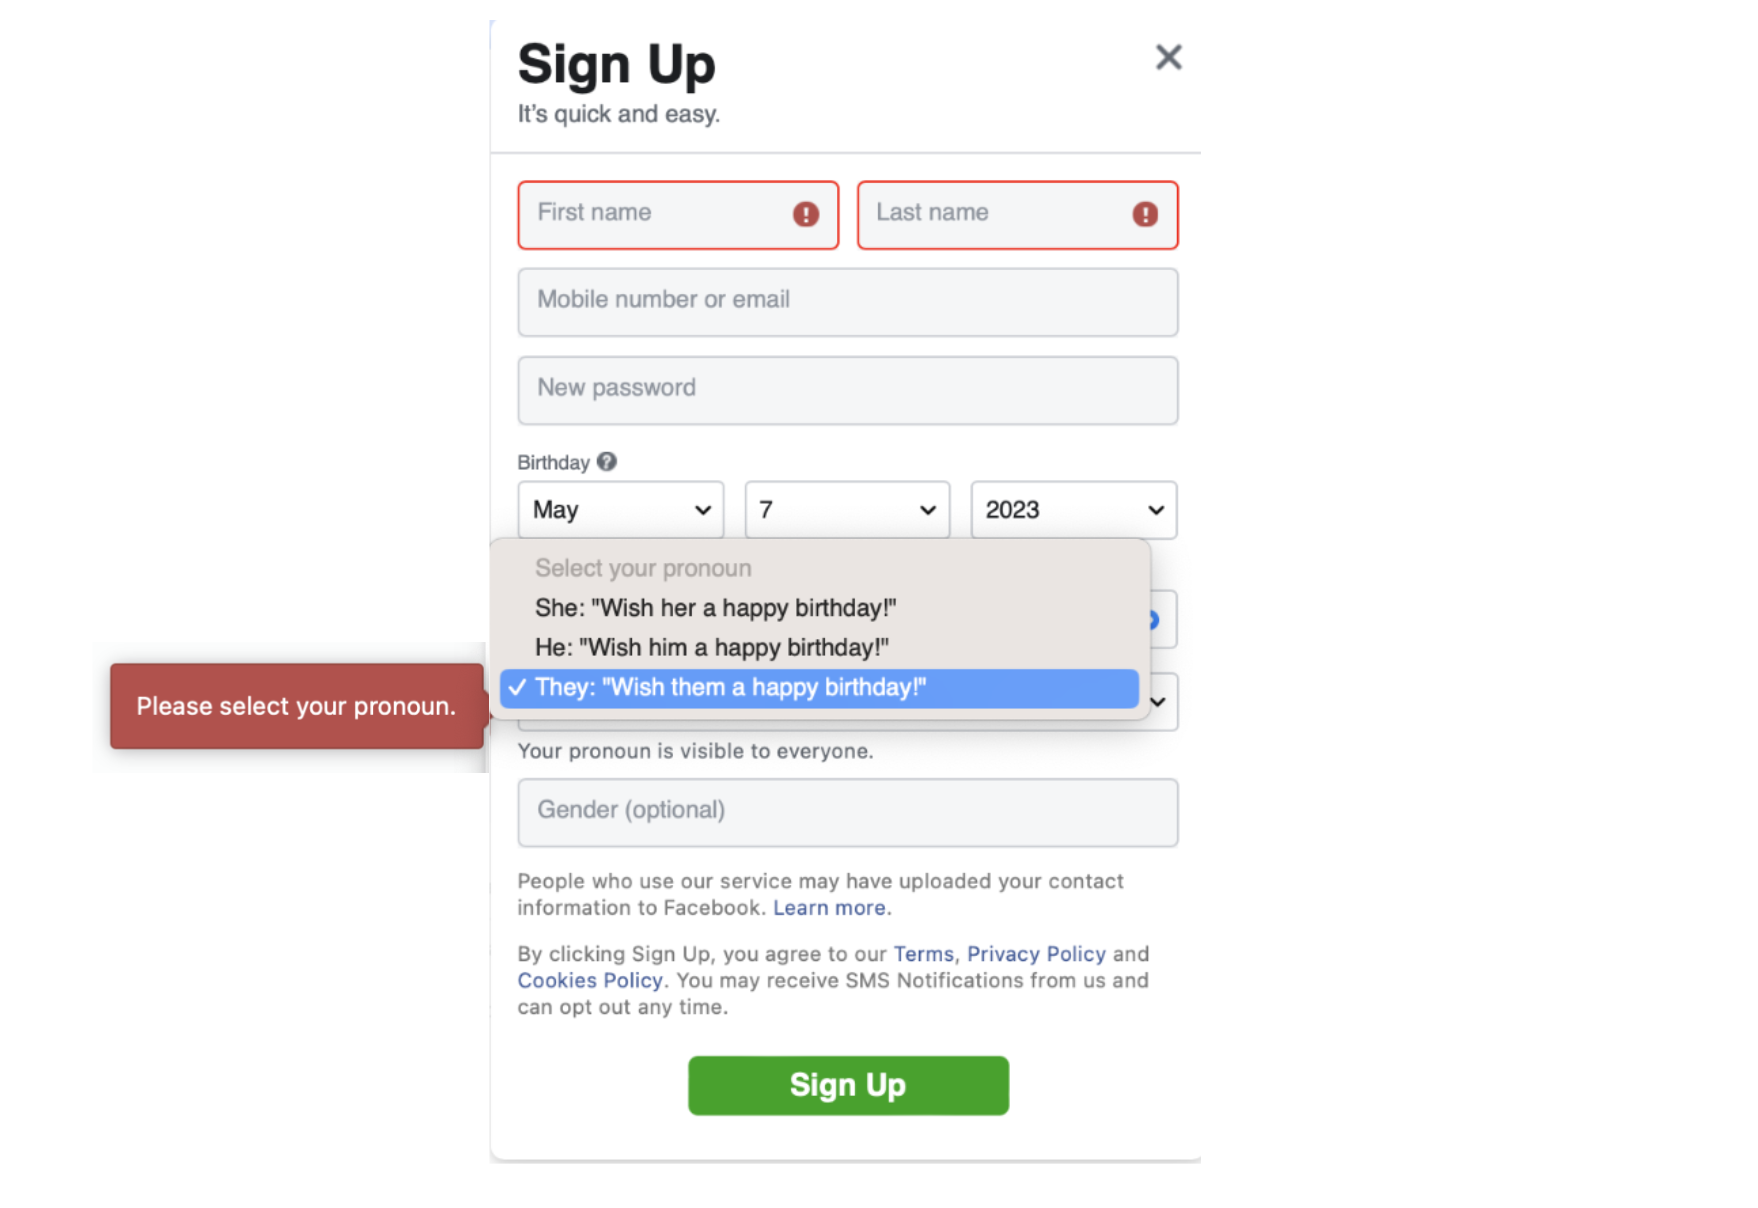 Sign Up
It's quick and easy.
First name
Last name
Mobile number or email
New password
Birthday
May
7
2023
Select your pronoun
She: "Wish her a happy birthday!"
He: "Wish him a happy birthday!"
They: "Wish them a happy birthday!"
Please select your pronoun.
Your pronoun is visible to everyone.
Gender (optional)
People who use our service may have uploaded your contact
information to Facebook. Learn more.
By clicking Sign Up, you agree to our Terms, Privacy Policy and
Cookies Policy. You may receive SMS Notifications from us and
can opt out any time.
Sign Up